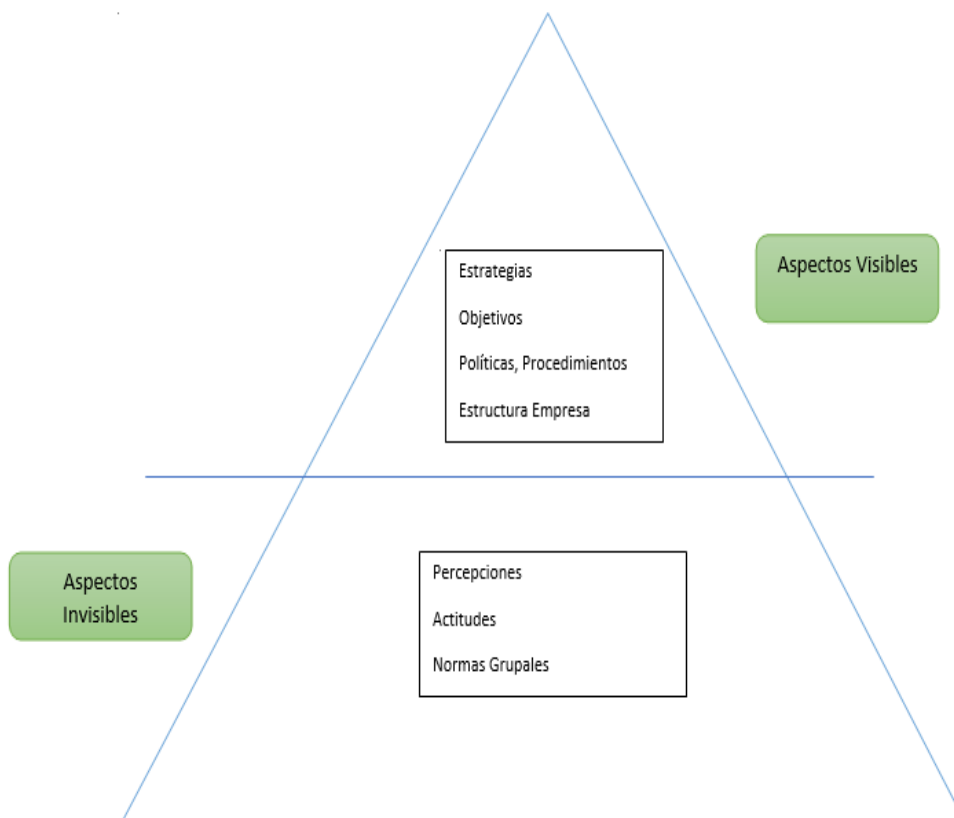 Estrategias
Objetivos
Políticas, Procedimientos
Estructura Empresa
Aspectos Visibles
Aspectos
Invisibles
Percepciones
Actitudes
Normas Grupales